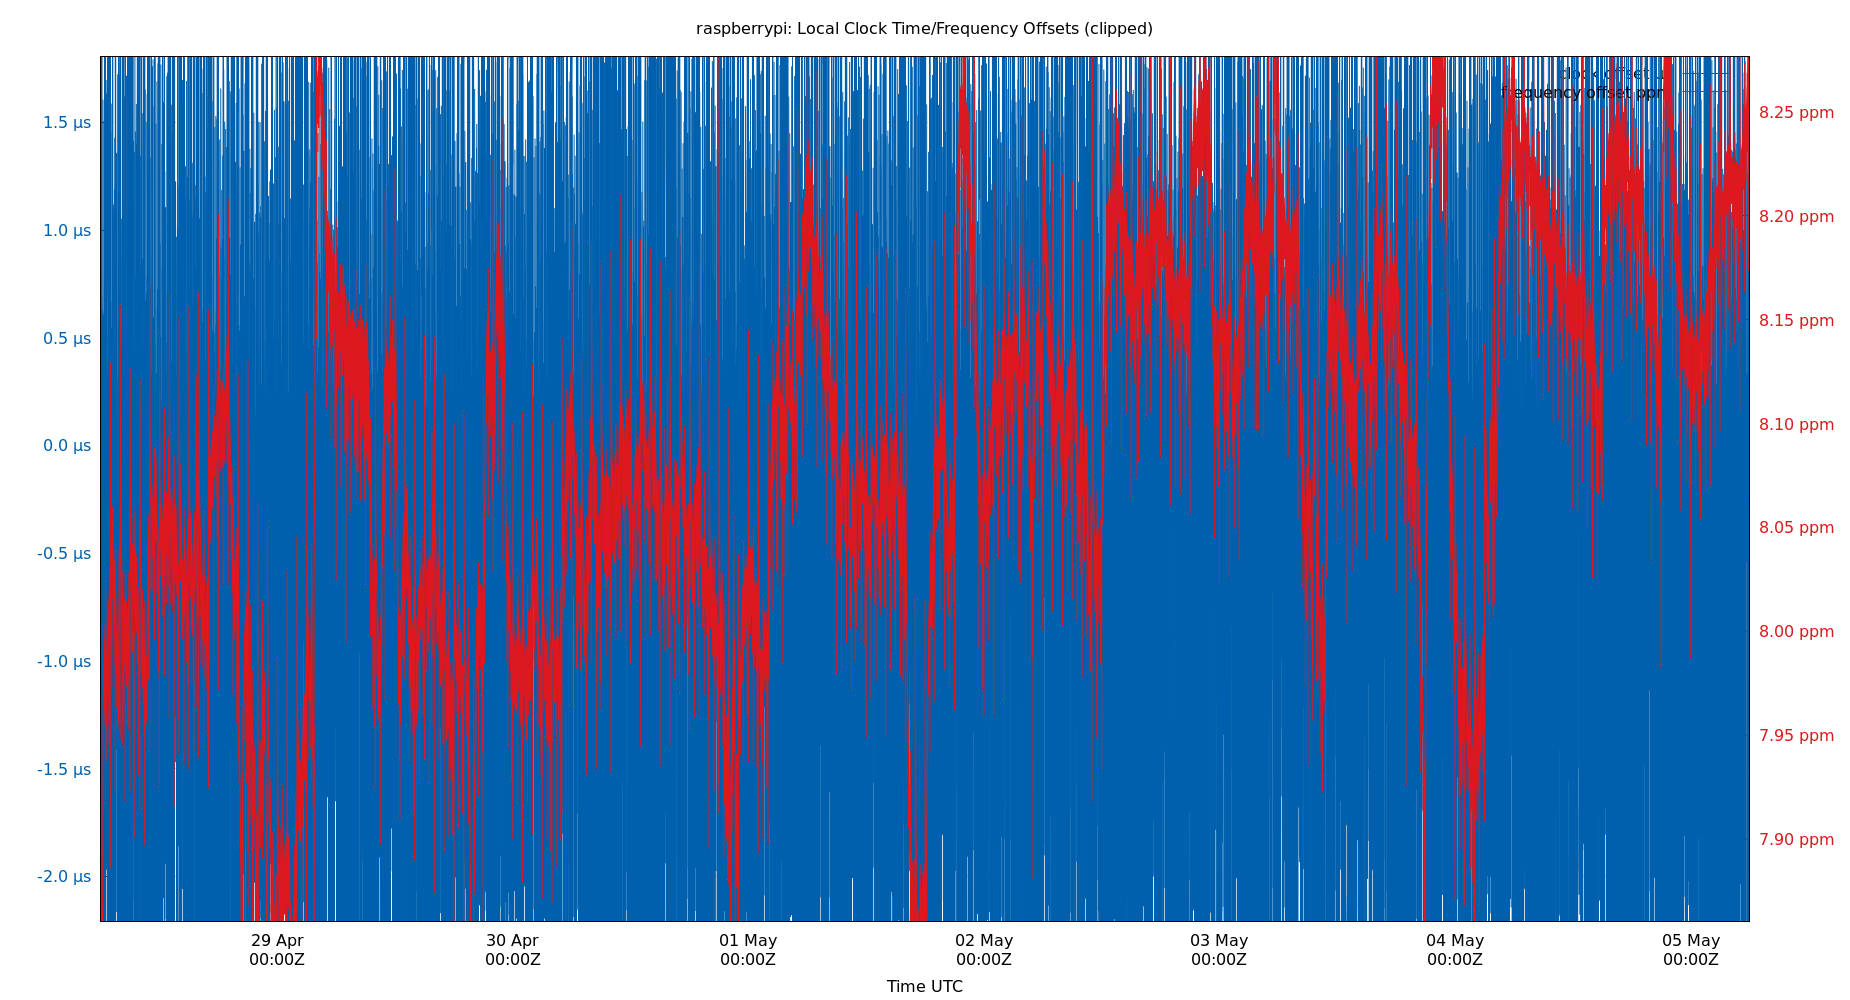 raspberrypi: Local Clock Time/Frequency Offsets (clipped)
clock offset
frequency offset ppm
1.5 µs
1.0 µs
0.5 µs
0.0 µs
-0.5 µs
-1.0 µs
-1.5 µs
-2.0 µs
8.25 ppm
8.20 ppm
8.15 ppm
8.10 ppm
8.05 ppm
8.00 ppm
7.95 ppm
7.90 ppm
29 Apr 30 Apr 01 May 02 May 03 May 04 May 05 May
00:00Z 00:00Z 00:00Z 00:00Z 00:00Z 00:00Z 00:00Z
Time UTC